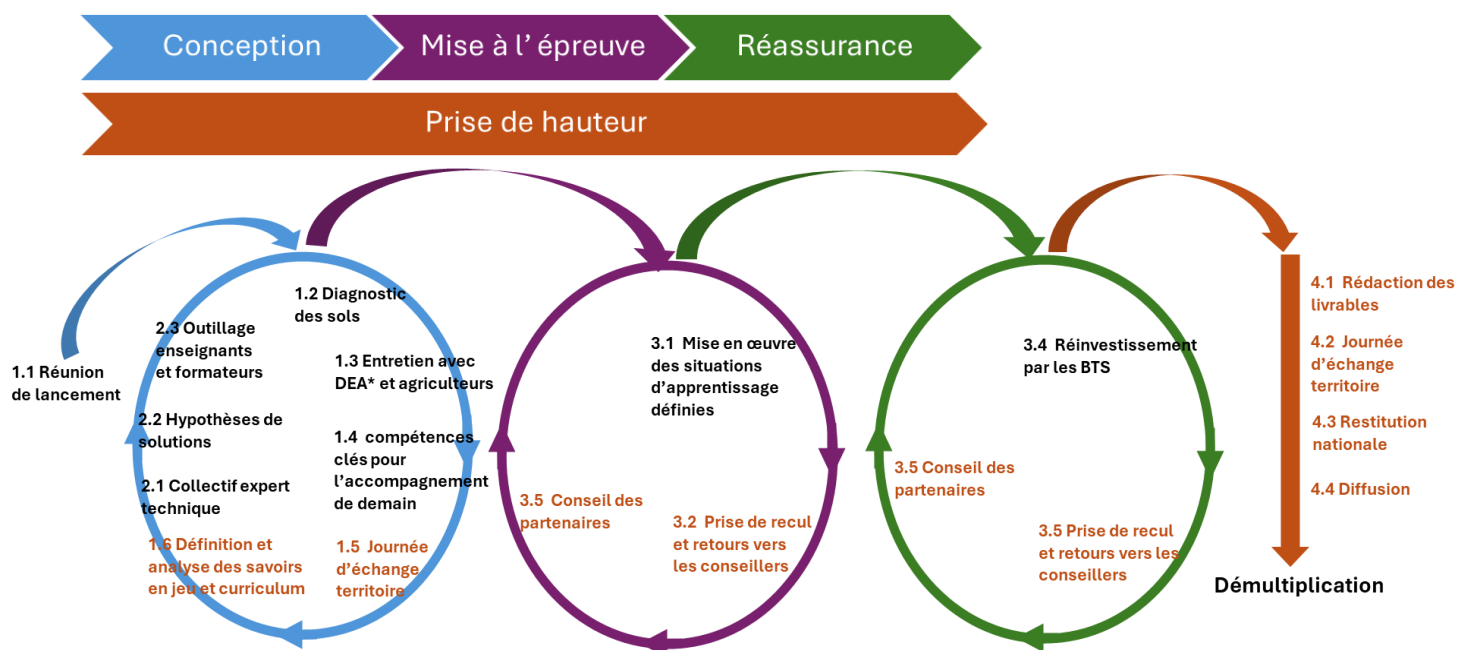 Conception
Mise à l' épreuve
Réassurance
Prise de hauteur
1.1 Réunion
de lancement
1.2 Diagnostic
des sols
1.3 Entretien avec
DEA* et agriculteurs
1.4 compétences
clés pour
l'accompagnement
de demain
1.5 Journée
d'échange
territoire
1.6 Définition et
analyse des savoirs
en jeu et curriculum
2.1 Collectif expert
technique
2.2 Hypothèses de
solutions
2.3 Outillage
enseignants
et formateurs
3.1 Mise en œuvre
des situations
d'apprentissage
définies
3.2 Prise de recul
et retours vers
les conseillers
3.5 Conseil des
partenaires
3.4 Réinvestissement
par les BTS
3.5 Prise de recul
et retours vers les
conseillers
3.5 Conseil des
partenaires
4.1 Rédaction des
livrables
4.2 Journée
d'échange
territoire
4.3 Restitution
nationale
4.4 Diffusion
Démultiplication